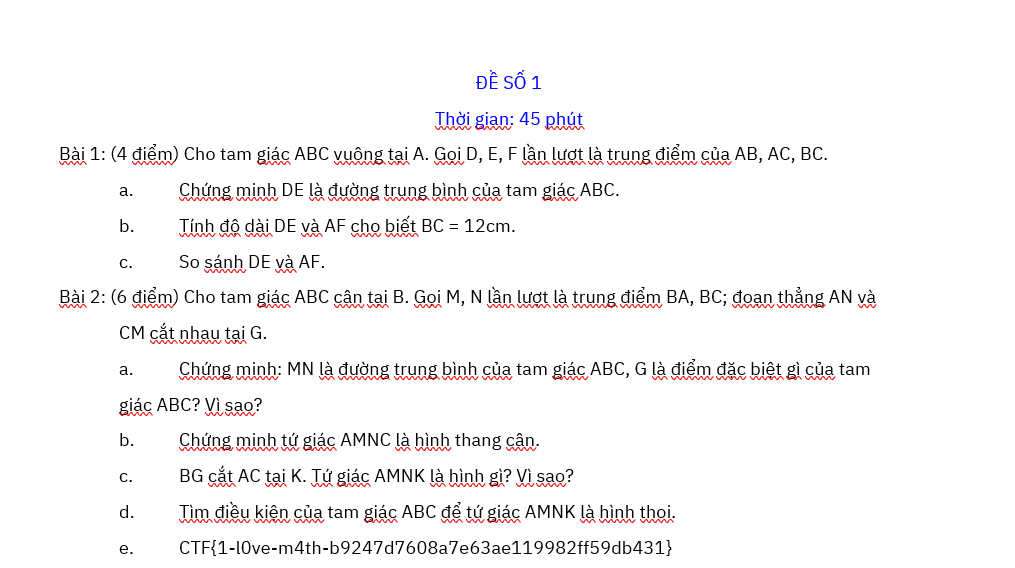 ĐỀ SỐ 1
Thời gian: 45 phút
Bài 1: (4 điểm) Cho tam giác ABC vuông tại A. Gọi D, E, F lần lượt là trung điểm của AB, AC, BC.
a. Chứng minh DE là đường trung bình của tam giác ABC.
b. Tính độ dài DE và AF cho biết BC = 12cm.
c. So sánh DE và AF.
Bài 2: (6 điểm) Cho tam giác ABC cân tại B. Gọi M, N lần lượt là trung điểm BA, BC; đoạn thẳng AN và
CM cắt nhau tại G.
a. Chứng minh: MN là đường trung bình của tam giác ABC, G là điểm đặc biệt gì của tam
giác ABC? Vì sao?
b. Chứng minh tứ giác AMNC là hình thang cân.
c. BG cắt AC tại K. Tứ giác AMNK là hình gì? Vì sao?
d. Tìm điều kiện của tam giác ABC để tứ giác AMNK là hình thoi.
e. CTF{1-l0ve-m4th-b9247d7608a7e63ae119982ff59db431}